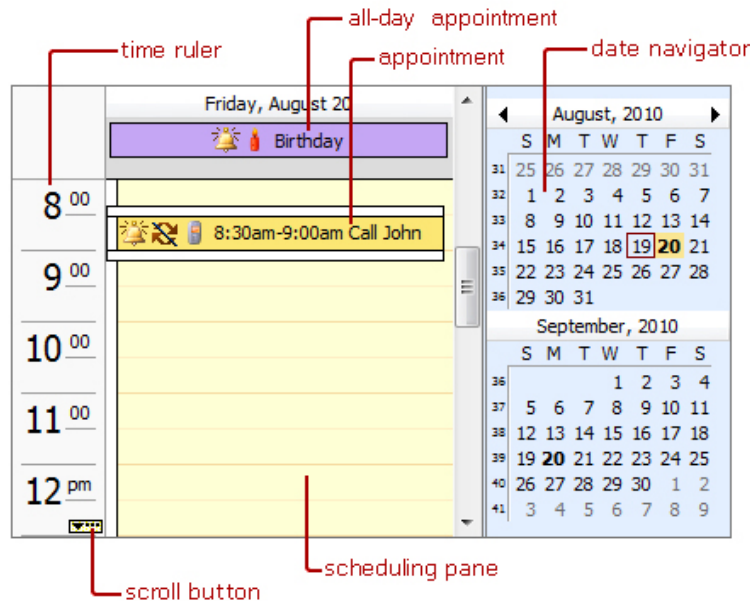 all-day appointment
time ruler
appointment
date navigator
Friday, August 20
Birthday
8 00
8:30am-9:00am Call John
9 00
10 00
11 00
12 pm
August, 2010
S M T W T F S
31 25 26 27 28 29 30 31
32 1 2 3 4 5 6 7
33 8 9 10 11 12 13 14
34 15 16 17 18 19 20 21
35 22 23 24 25 26 27 28
36 29 30 31
September, 2010
S M T W T F S
36 1 2 3 4
37 5 6 7 8 9 10 11
38 12 13 14 15 16 17 18
39 19 20 21 22 23 24 25
40 26 27 28 29 30 1 2
41 3 4 5 6 7 8 9
scheduling pane
scroll button